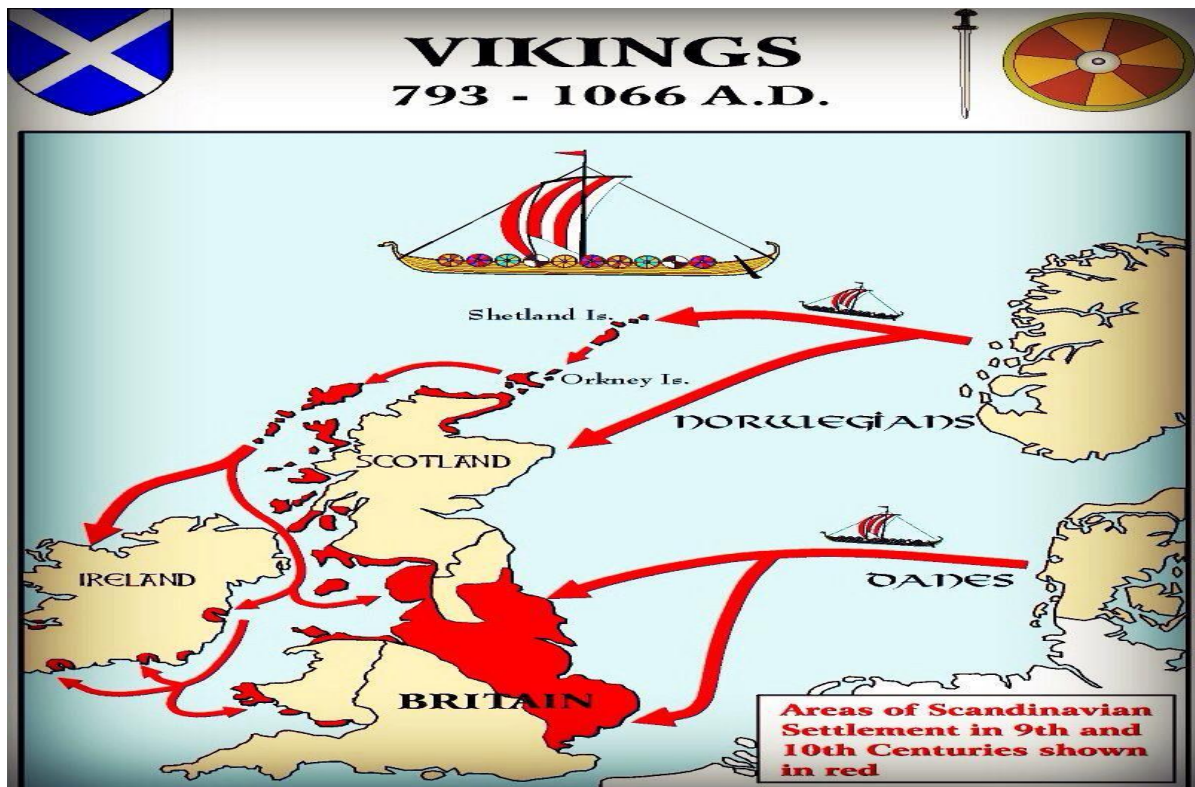 VIKINGS
793 - 1066 A.D.
Shetland Is.
Orkney Is.
NORWEGIANS
SCOTLAND
IRELAND
DANES
BRITAIN
Areas of Scandinavian
Settlement in 9th and
10th Centuries shown
in red